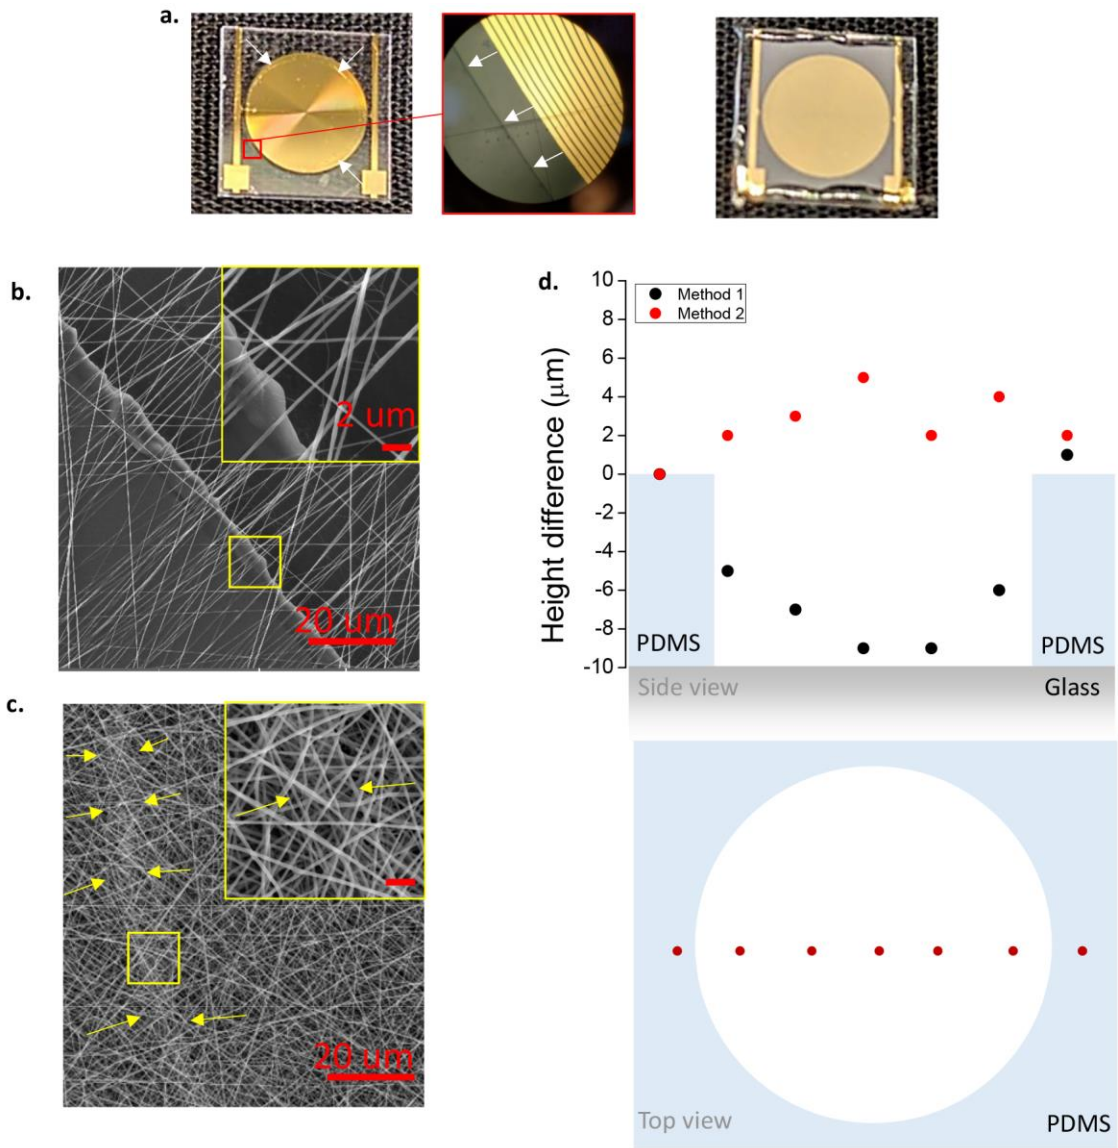 a.
b.
2 um
20 um
c.
20 um
d.
Height difference (μm)
10
8
6
4
2
0
-2
-4
-6
-8
-10
Method 1
Method 2
PDMS
PDMS
Side view
Glass
Top view
PDMS